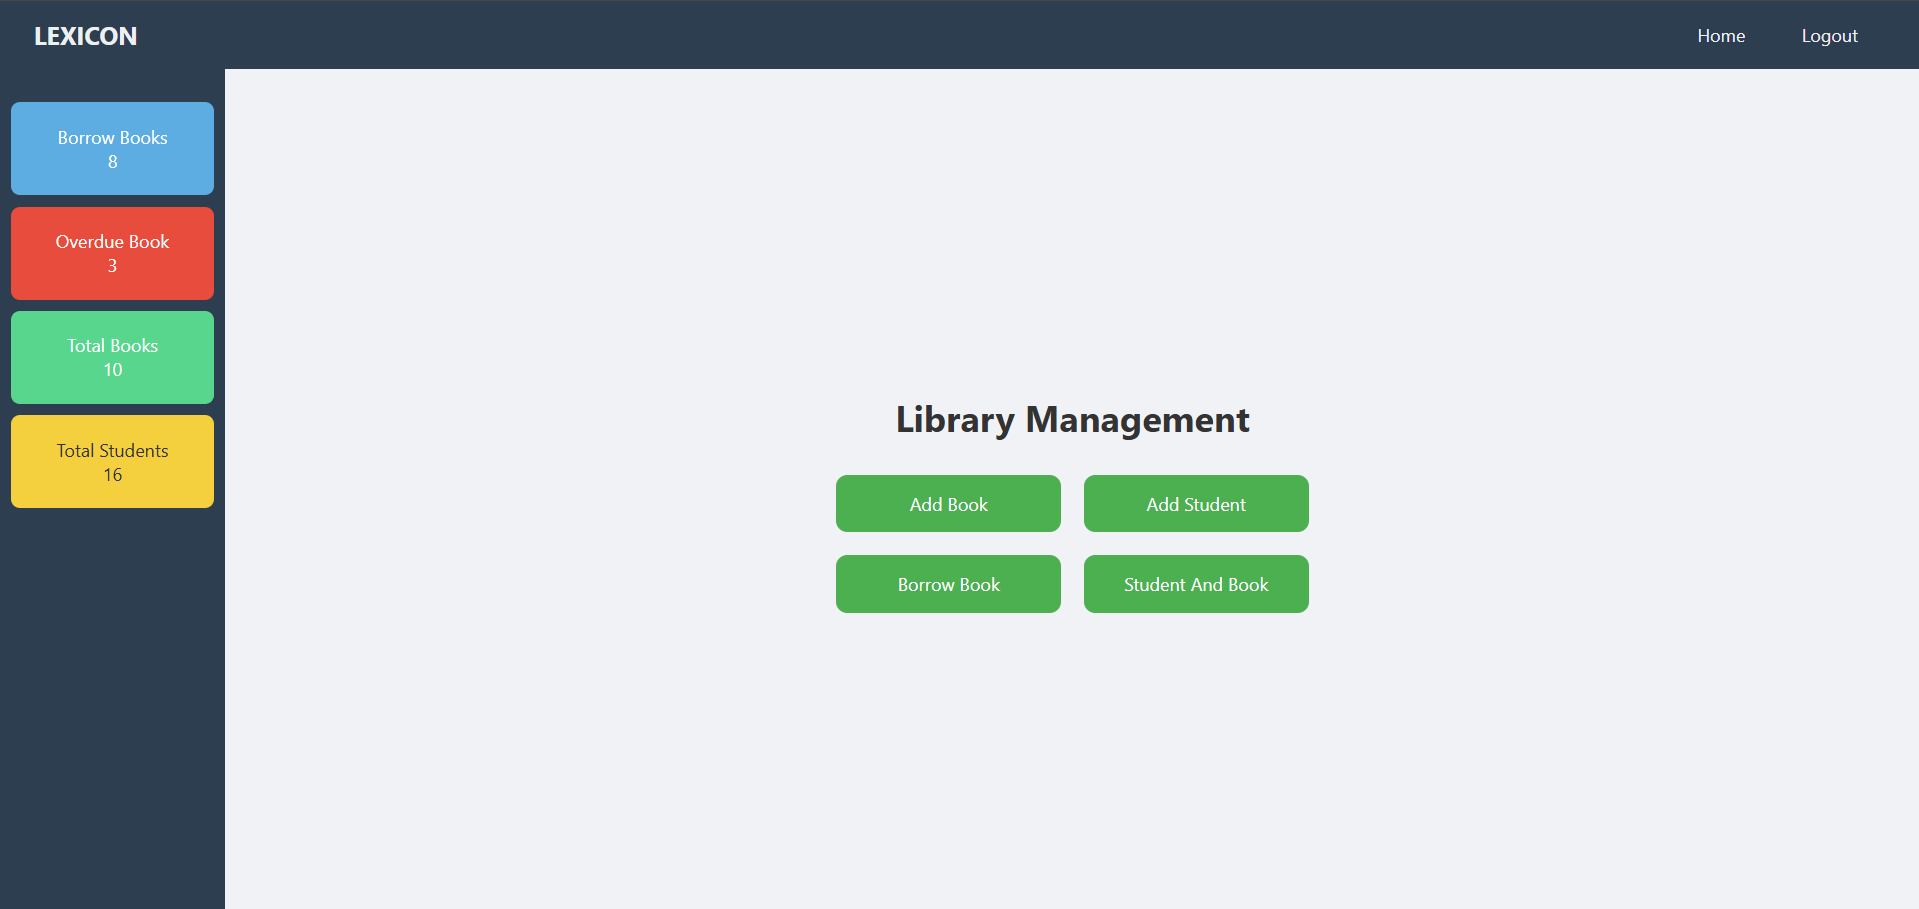 LEXICON
Home
Logout
Borrow Books
8
Overdue Book
3
Total Books
10
Total Students
16
Library Management
Add Book
Add Student
Borrow Book
Student And Book